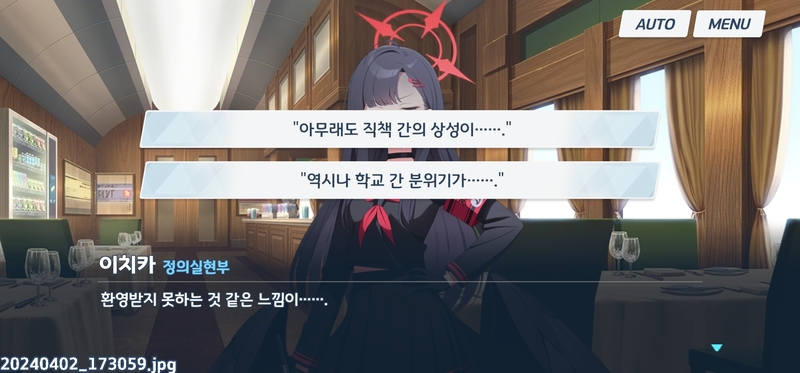 AUTO
MENU
"아무래도 직책 간의 상성이……."
"역시나 학교 간 분위기가……."
이치카 정의실현부
환영받지 못하는 것 같은 느낌이…….
20240402_173059.jpg